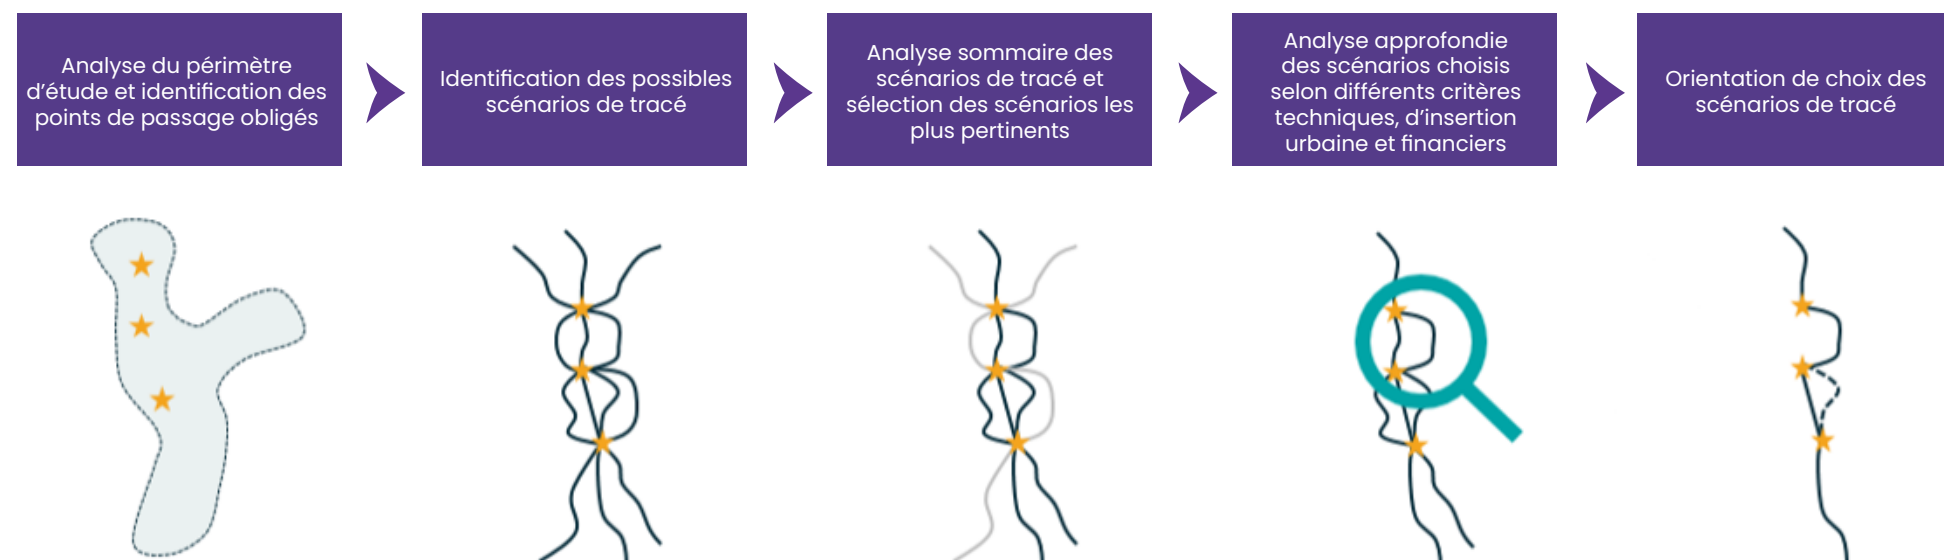 Analyse du périmètre
d’étude et identification des
points de passage obligés
Identification des possibles
scénarios de tracé
Analyse sommaire des
scénarios de tracé et
sélection des scénarios les
plus pertinents
Analyse approfondie
des scénarios choisis
selon différents critères
techniques, d’insertion
urbaine et financiers
Orientation de choix des
scénarios de tracé